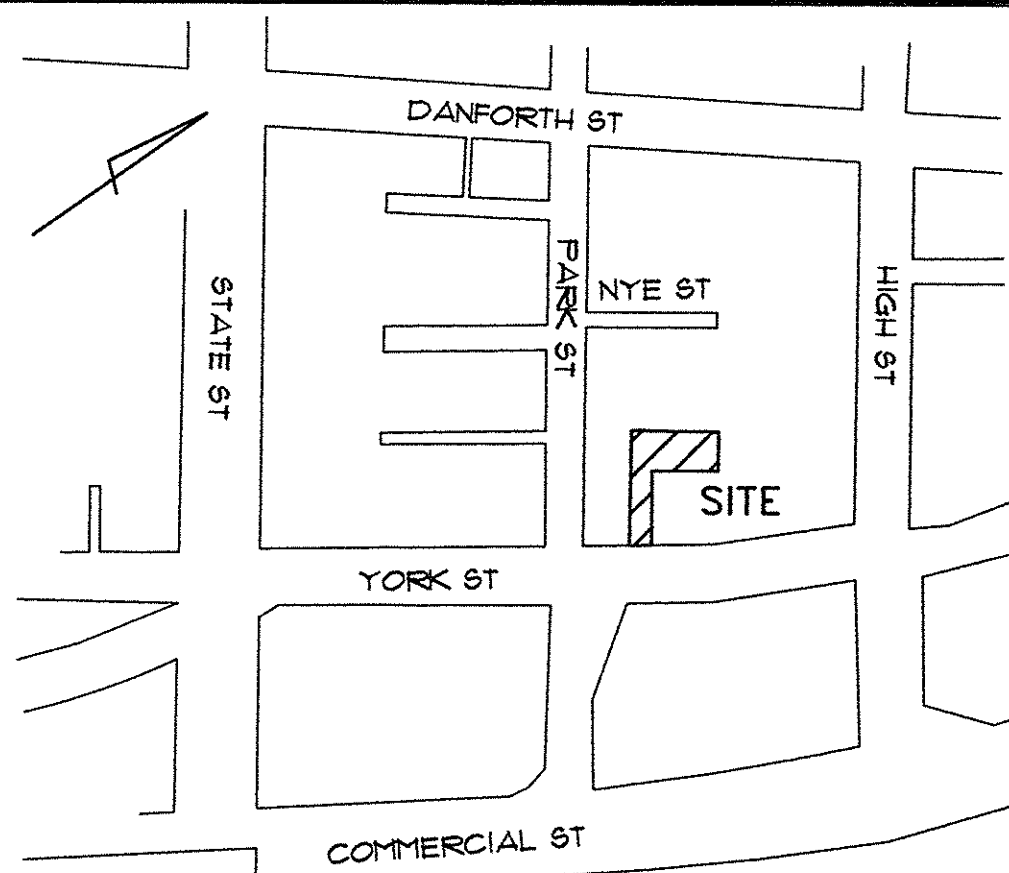 DANFORTH ST
PARK ST
NYE ST
STATE ST
HIGH ST
SITE
YORK ST
COMMERCIAL ST